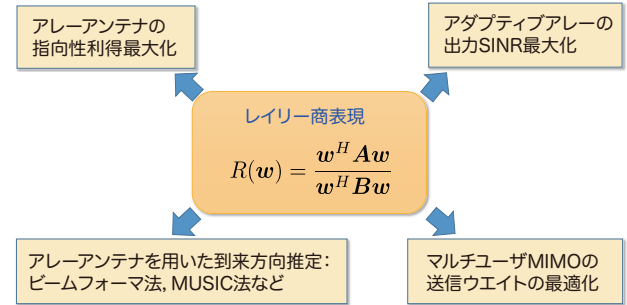 アレーアンテナの
指向性利得最大化
アダプティブアレーの
出力SINR最大化
レイリー商表現
R(w) = w^H A w / w^H B w
アレーアンテナを用いた到来方向推定：
ビームフォーマ法，MUSIC法など
マルチユーザMIMOの
送信ウエイトの最適化